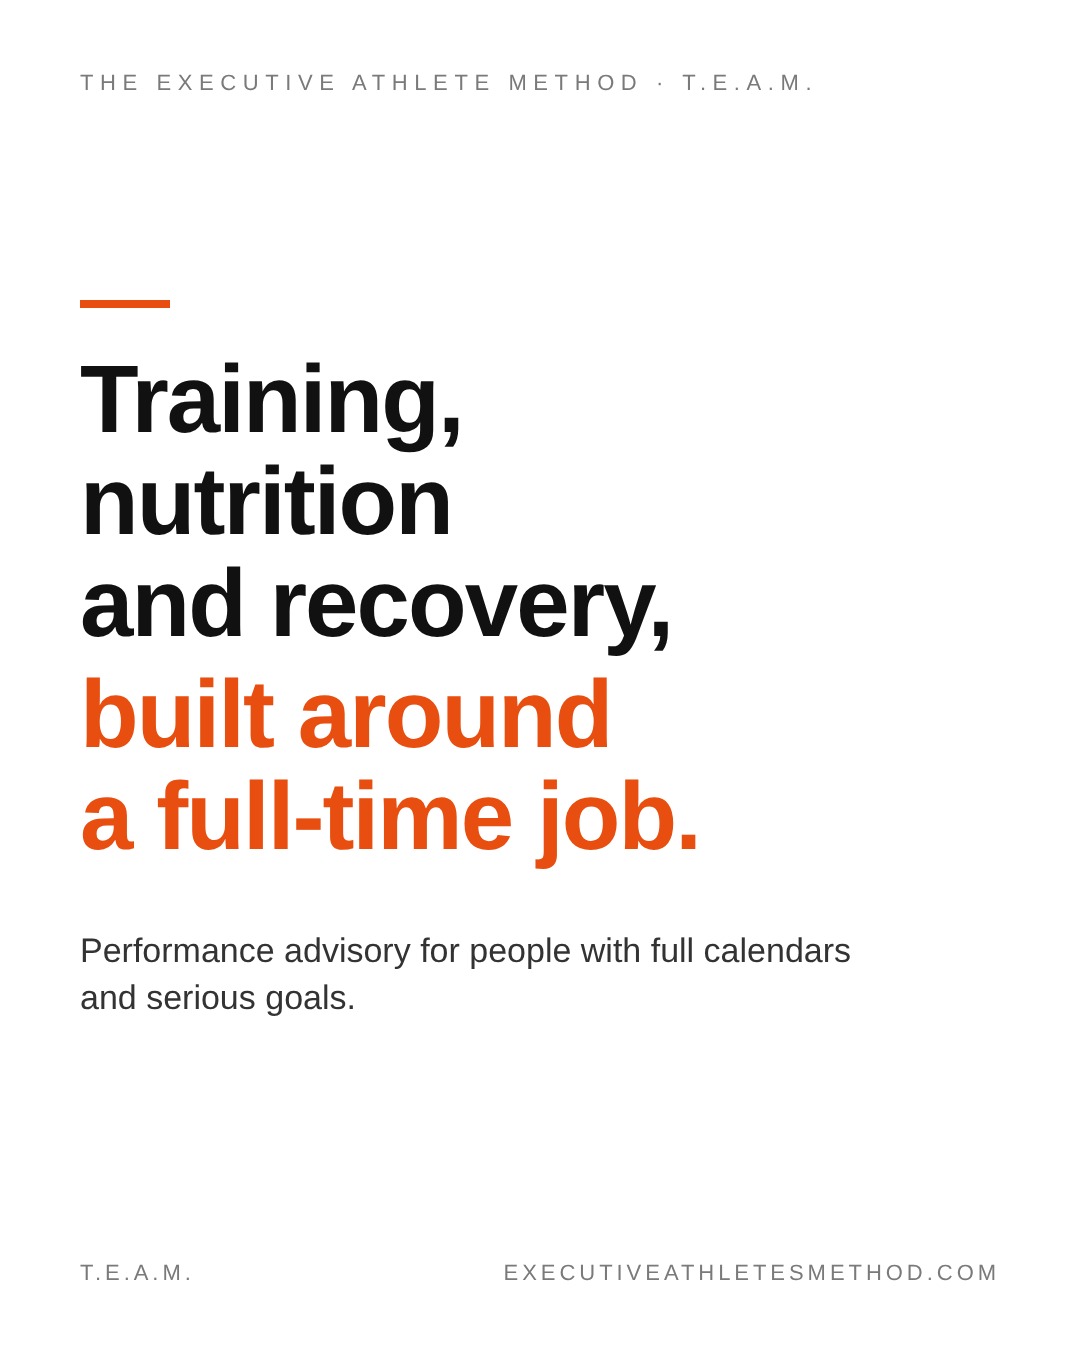 THE EXECUTIVE ATHLETE METHOD · T.E.A.M.
Training,
nutrition
and recovery,
built around
a full-time job.
Performance advisory for people with full calendars
and serious goals.
T.E.A.M.
EXECUTIVEATHLETESMETHOD.COM